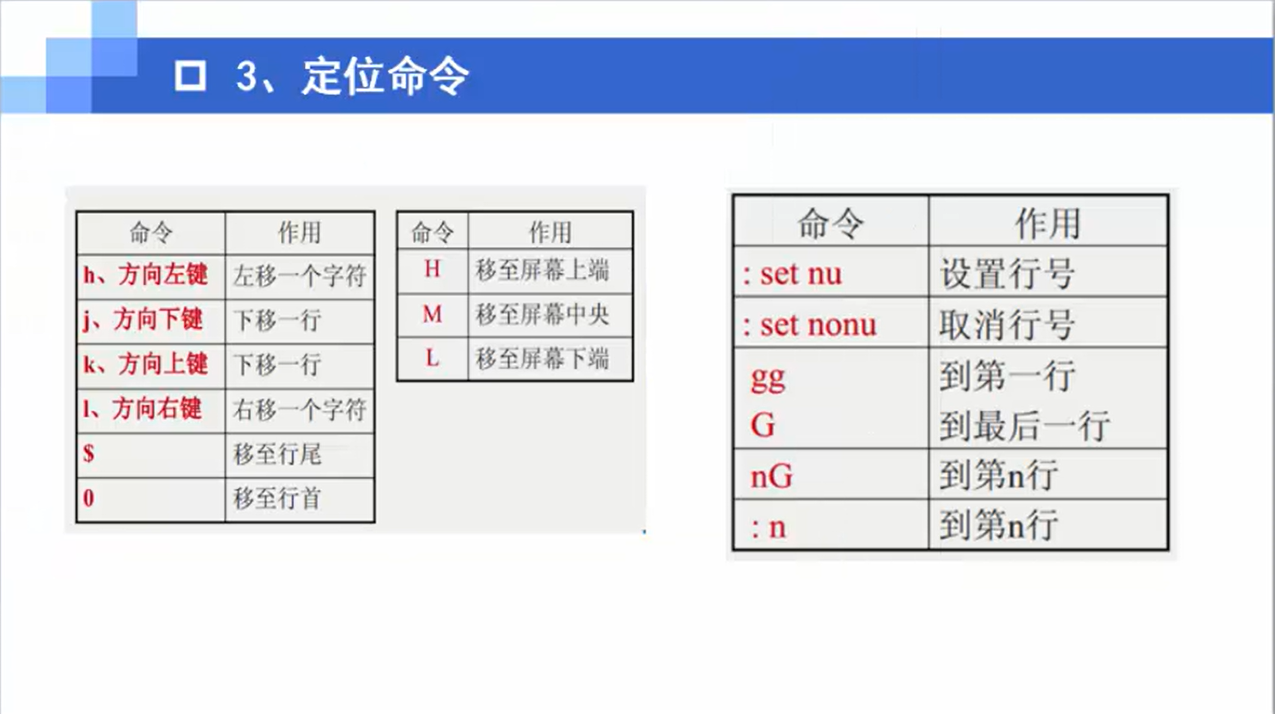 3、定位命令
命令 作用
h、方向左键 左移一个字符
j、方向下键 下移一行
k、方向上键 下移一行
l、方向右键 右移一个字符
$ 移至行尾
0 移至行首
命令 作用
H 移至屏幕上端
M 移至屏幕中央
L 移至屏幕下端
命令 作用
: set nu 设置行号
: set nonu 取消行号
gg 到第一行
G 到最后一行
nG 到第n行
: n 到第n行